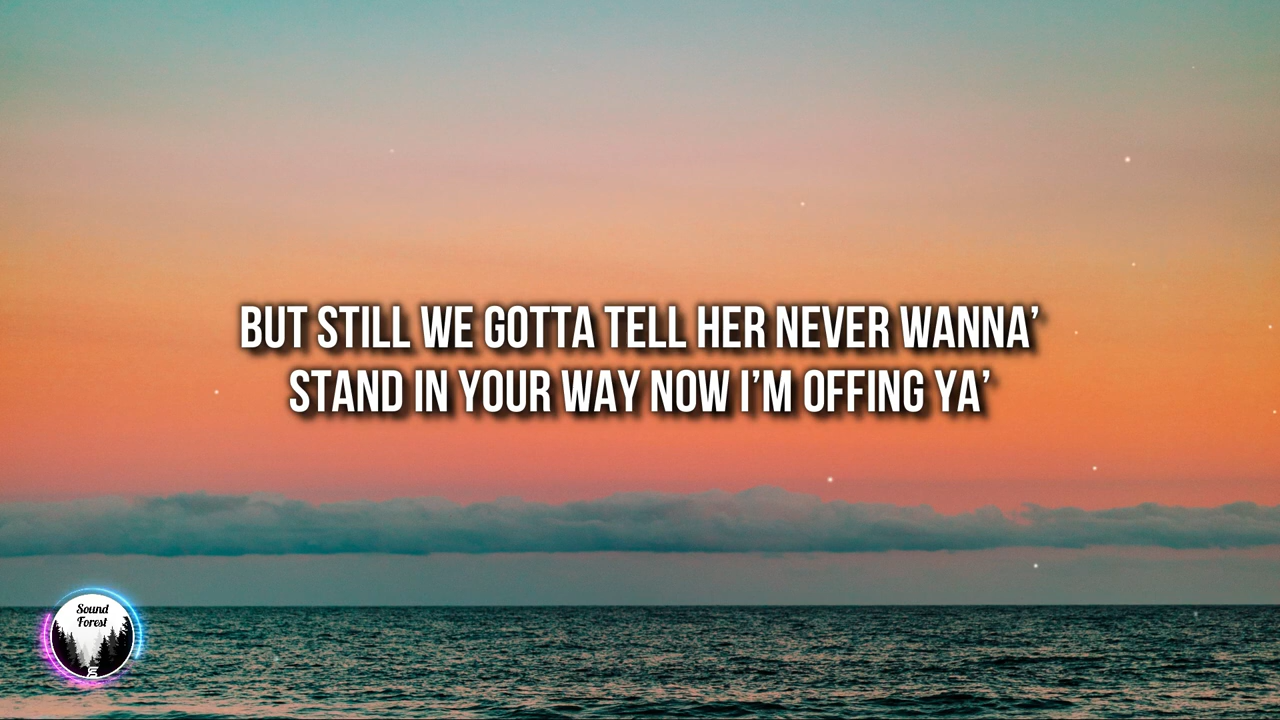 BUT STILL WE GOTTA TELL HER NEVER WANNA’
STAND IN YOUR WAY NOW I’M OFFING YA’
Sound
Forest